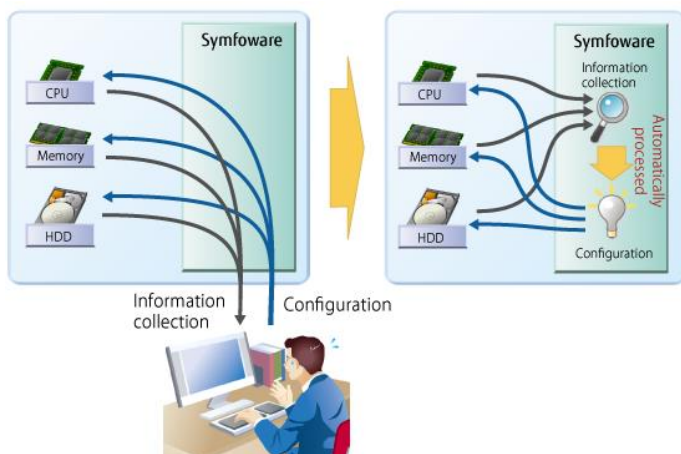 Symfoware
CPU
Memory
HDD
Information
collection
Configuration
Symfoware
Information
collection
CPU
Memory
HDD
Automatically
processed
Configuration